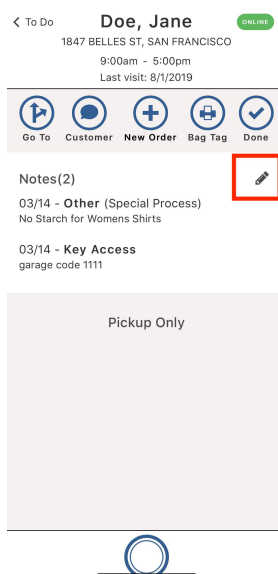 To Do
Doe, Jane
ONLINE
1847 BELLES ST, SAN FRANCISCO
9:00am - 5:00pm
Last visit: 8/1/2019
Go To Customer New Order Bag Tag Done
Notes(2)
03/14 - Other (Special Process)
No Starch for Womens Shirts
03/14 - Key Access
garage code 1111
Pickup Only